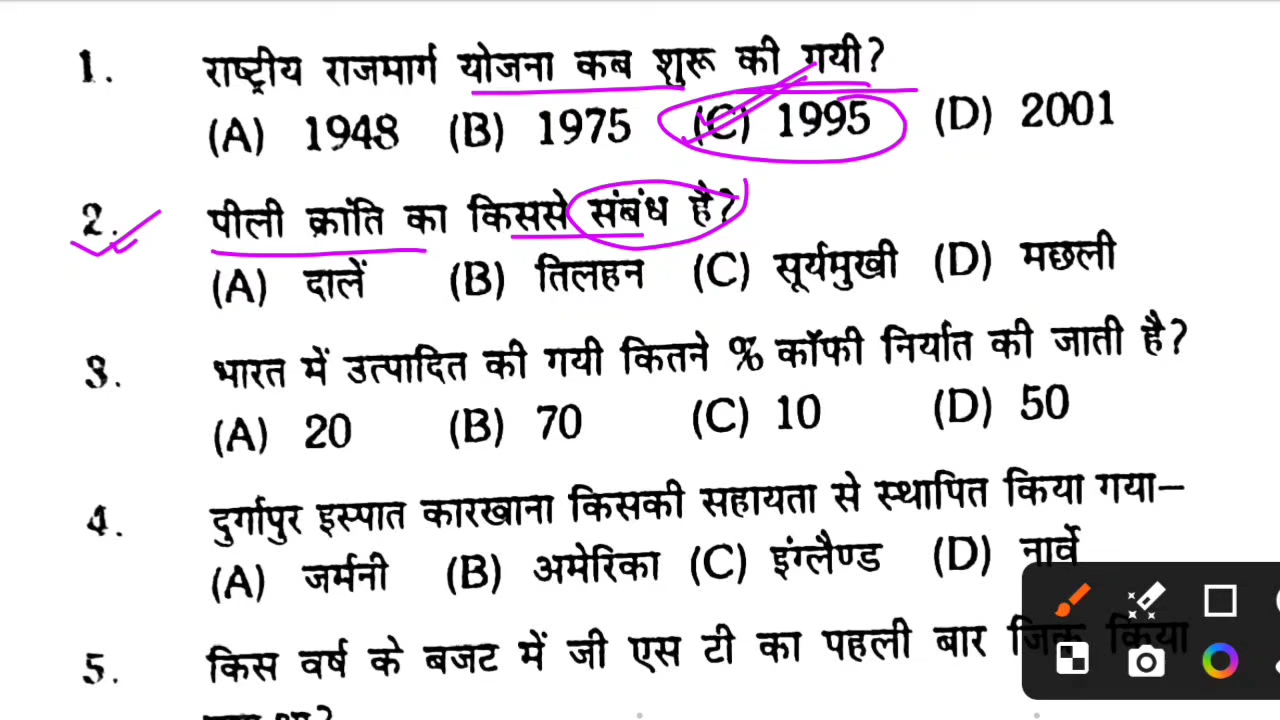 1. राष्ट्रीय राजमार्ग योजना कब शुरू की गयी?
(A) 1948 (B) 1975 (C) 1995 (D) 2001
2. पीली क्रांति का किससे संबंध है?
(A) दालें (B) तिलहन (C) सूर्यमुखी (D) मछली
3. भारत में उत्पादित की गयी कितने % कॉफी निर्यात की जाती है?
(A) 20 (B) 70 (C) 10 (D) 50
4. दुर्गापुर इस्पात कारखाना किसकी सहायता से स्थापित किया गया–
(A) जर्मनी (B) अमेरिका (C) इंग्लैण्ड (D) नार्वे
5. किस वर्ष के बजट में जी एस टी का पहली बार जिक्र किया